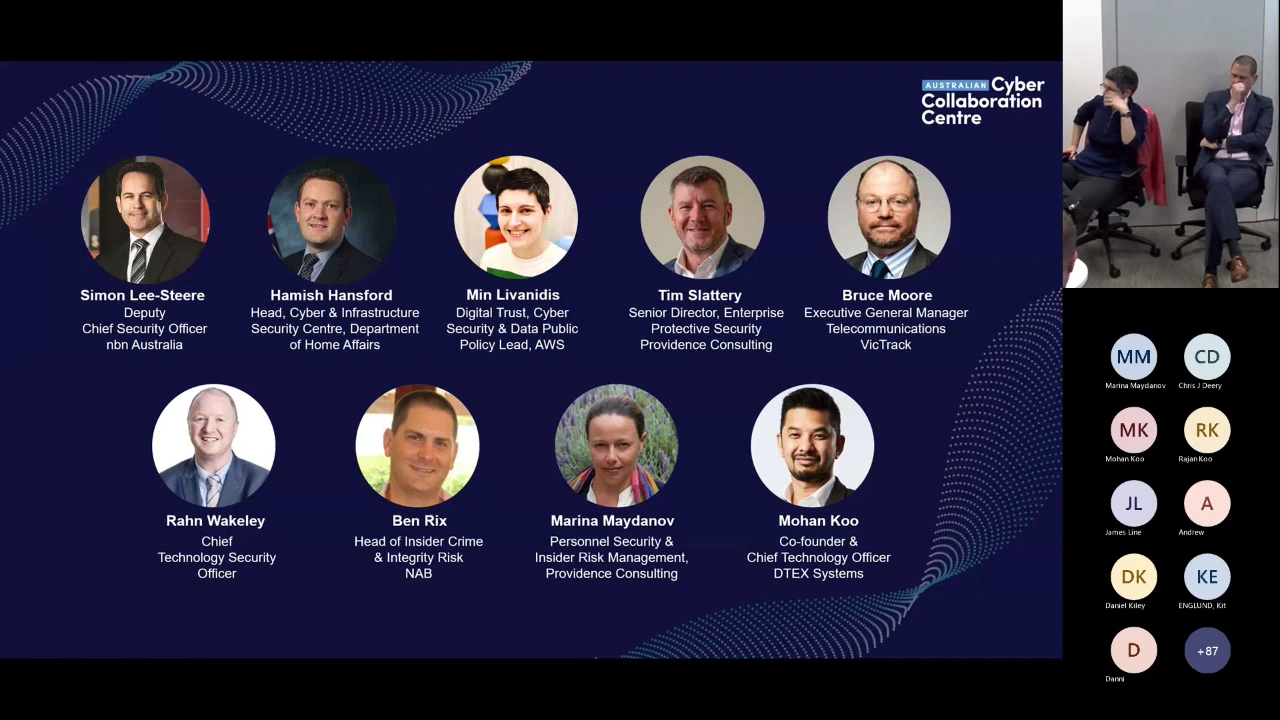 AUSTRALIAN Cyber
Collaboration
Centre
Simon Lee-Steere
Deputy
Chief Security Officer
nbn Australia
Hamish Hansford
Head, Cyber & Infrastructure
Security Centre, Department
of Home Affairs
Min Livanidis
Digital Trust, Cyber
Security & Data Public
Policy Lead, AWS
Tim Slattery
Senior Director, Enterprise
Protective Security
Providence Consulting
Bruce Moore
Executive General Manager
Telecommunications
VicTrack
Rahn Wakeley
Chief
Technology Security
Officer
Ben Rix
Head of Insider Crime
& Integrity Risk
NAB
Marina Maydanov
Personnel Security &
Insider Risk Management,
Providence Consulting
Mohan Koo
Co-founder &
Chief Technology Officer
DTEX Systems
MM
Marina Maydanov
CD
Chris J Deery
MK
Mohan Koo
RK
Rajan Koo
JL
James Line
A
Andrew
DK
Daniel Kiley
KE
ENGLUND, Kit
D
Danni
+87